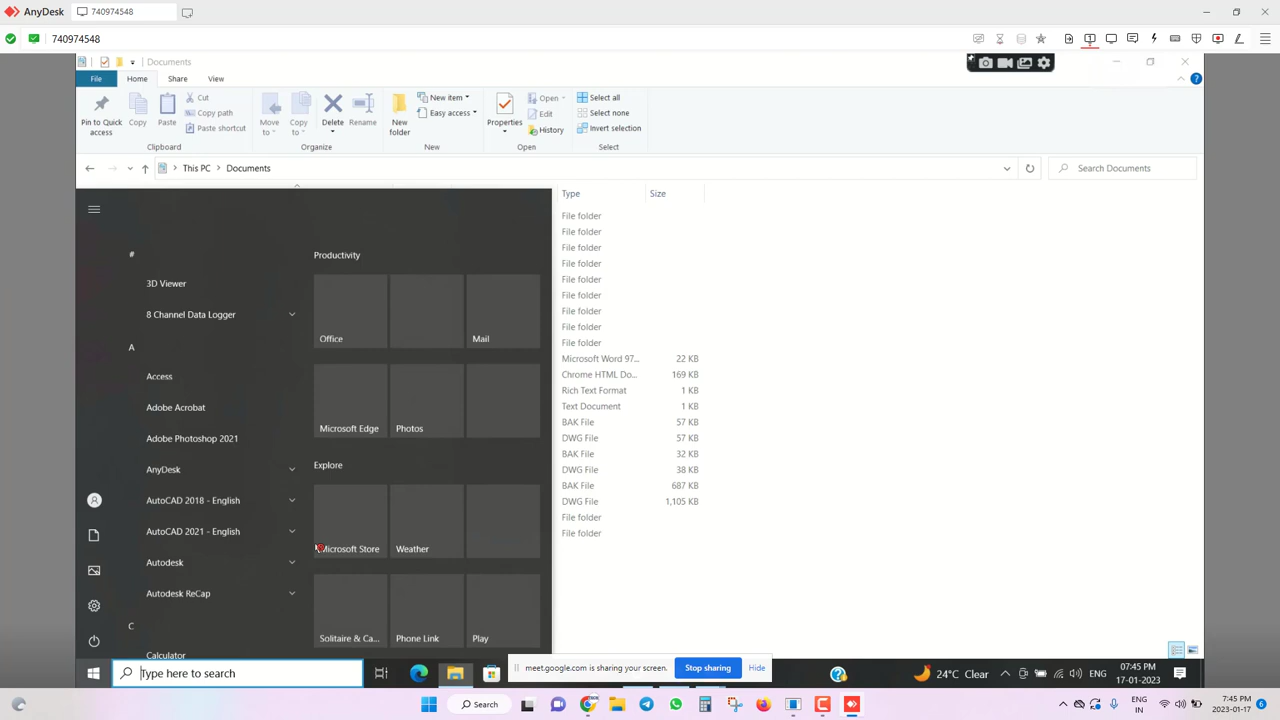 AnyDesk
740974548
740974548
Documents
File
Home
Share
View
Pin to Quick access
Copy
Paste
Cut
Copy path
Paste shortcut
Clipboard
Move to
Copy to
Delete
Rename
Organize
New folder
New item
Easy access
New
Properties
Open
Edit
History
Open
Select all
Select none
Invert selection
Select
This PC > Documents
Search Documents
Type
Size
File folder
File folder
File folder
File folder
File folder
File folder
File folder
File folder
File folder
Microsoft Word 97... 22 KB
Chrome HTML Do... 169 KB
Rich Text Format 1 KB
Text Document 1 KB
BAK File 57 KB
DWG File 57 KB
BAK File 32 KB
DWG File 38 KB
BAK File 687 KB
DWG File 1,105 KB
File folder
File folder
#
3D Viewer
8 Channel Data Logger
A
Access
Adobe Acrobat
Adobe Photoshop 2021
AnyDesk
AutoCAD 2018 - English
AutoCAD 2021 - English
Autodesk
Autodesk ReCap
C
Calculator
Productivity
Office
Mail
Microsoft Edge
Photos
Explore
Microsoft Store
Weather
Solitaire & Ca...
Phone Link
Play
Type here to search
meet.google.com is sharing your screen.
Stop sharing
Hide
24°C Clear
ENG
07:45 PM
17-01-2023
Search
ENG
IN
7:45 PM
2023-01-17